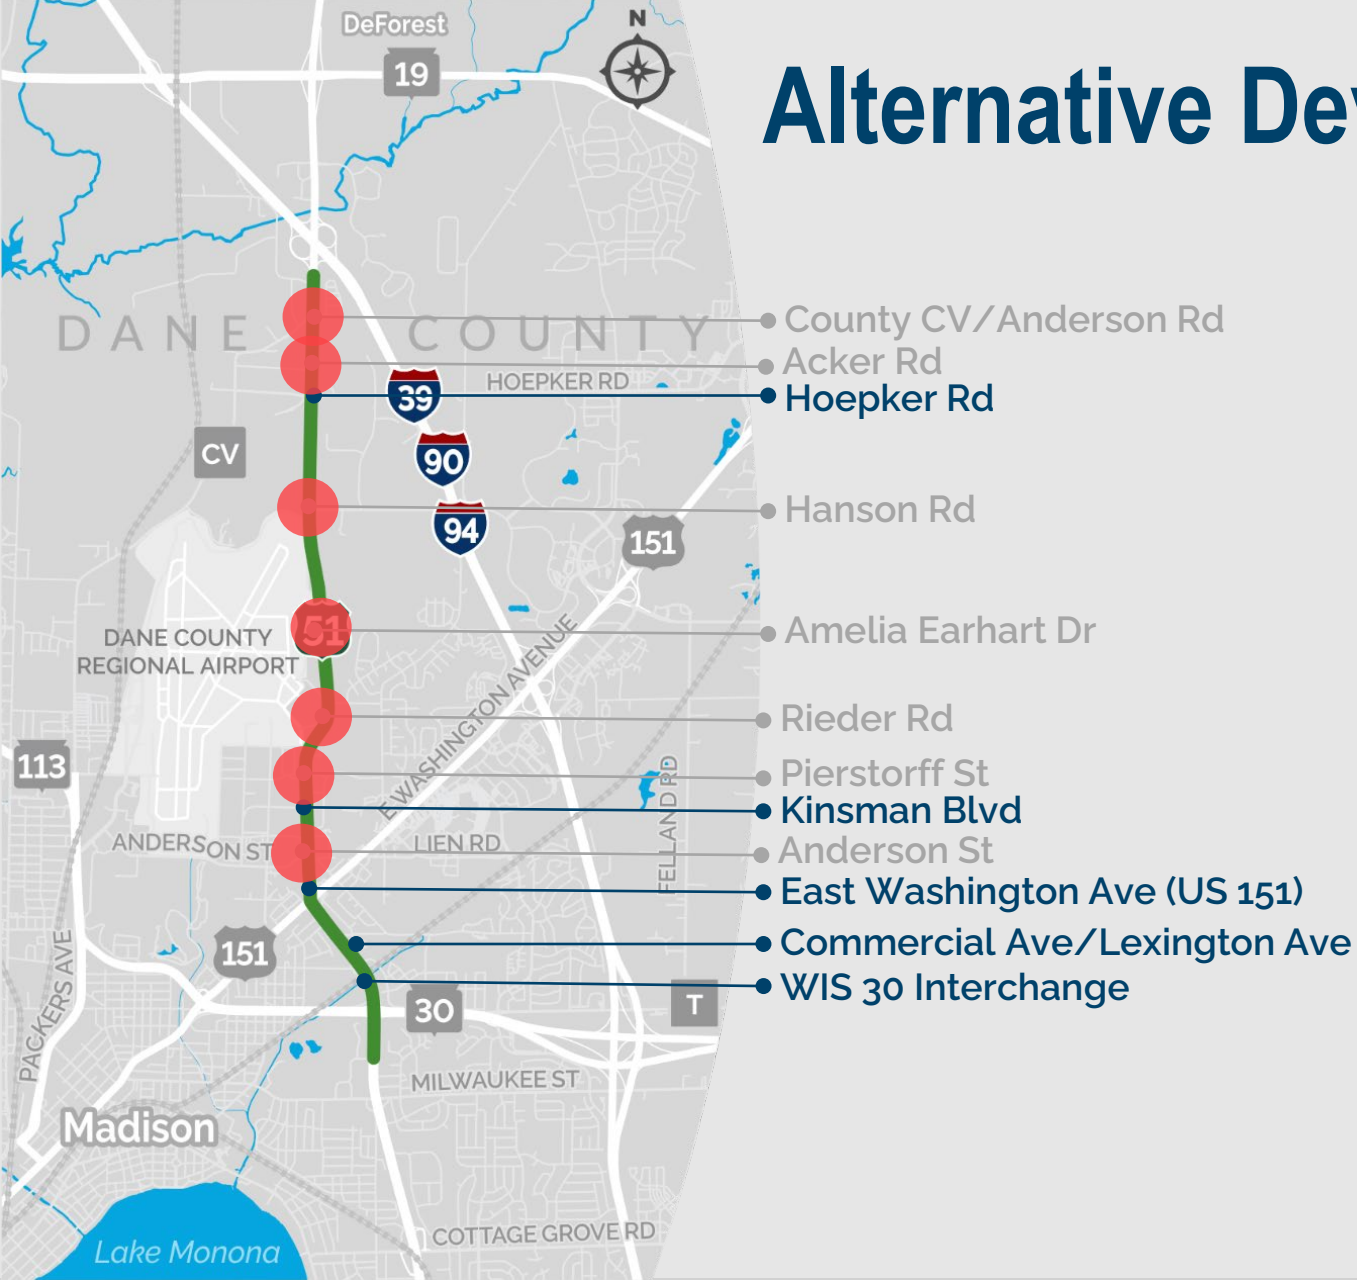 DeForest
19
N
Alternative De
DANE COUNTY
County CV/Anderson Rd
Acker Rd
HOEPKER RD
39
Hoepker Rd
CV
90
Hanson Rd
94
151
51
Amelia Earhart Dr
DANE COUNTY
REGIONAL AIRPORT
E WASHINGTON AVENUE
Rieder Rd
113
Pierstorff St
Kinsman Blvd
FELLAND RD
ANDERSON ST
LIEN RD
Anderson St
East Washington Ave (US 151)
151
Commercial Ave/Lexington Ave
PACKERS AVE
WIS 30 Interchange
30
T
MILWAUKEE ST
Madison
COTTAGE GROVE RD
Lake Monona